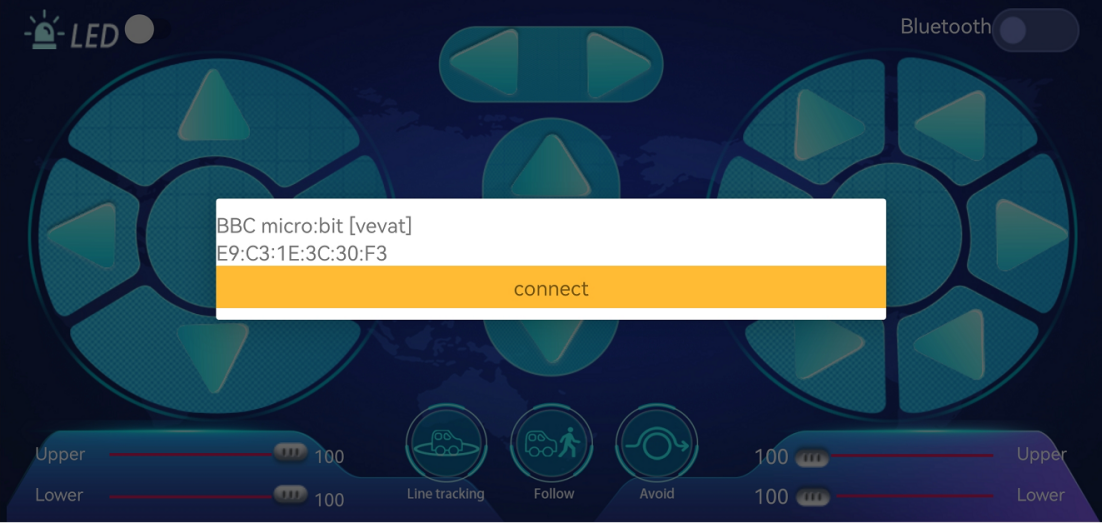 LED
Bluetooth
BBC micro:bit [vevat]
E9:C3:1E:3C:30:F3
connect
Upper 100
Lower 100
Line tracking
Follow
Avoid
100 Upper
100 Lower